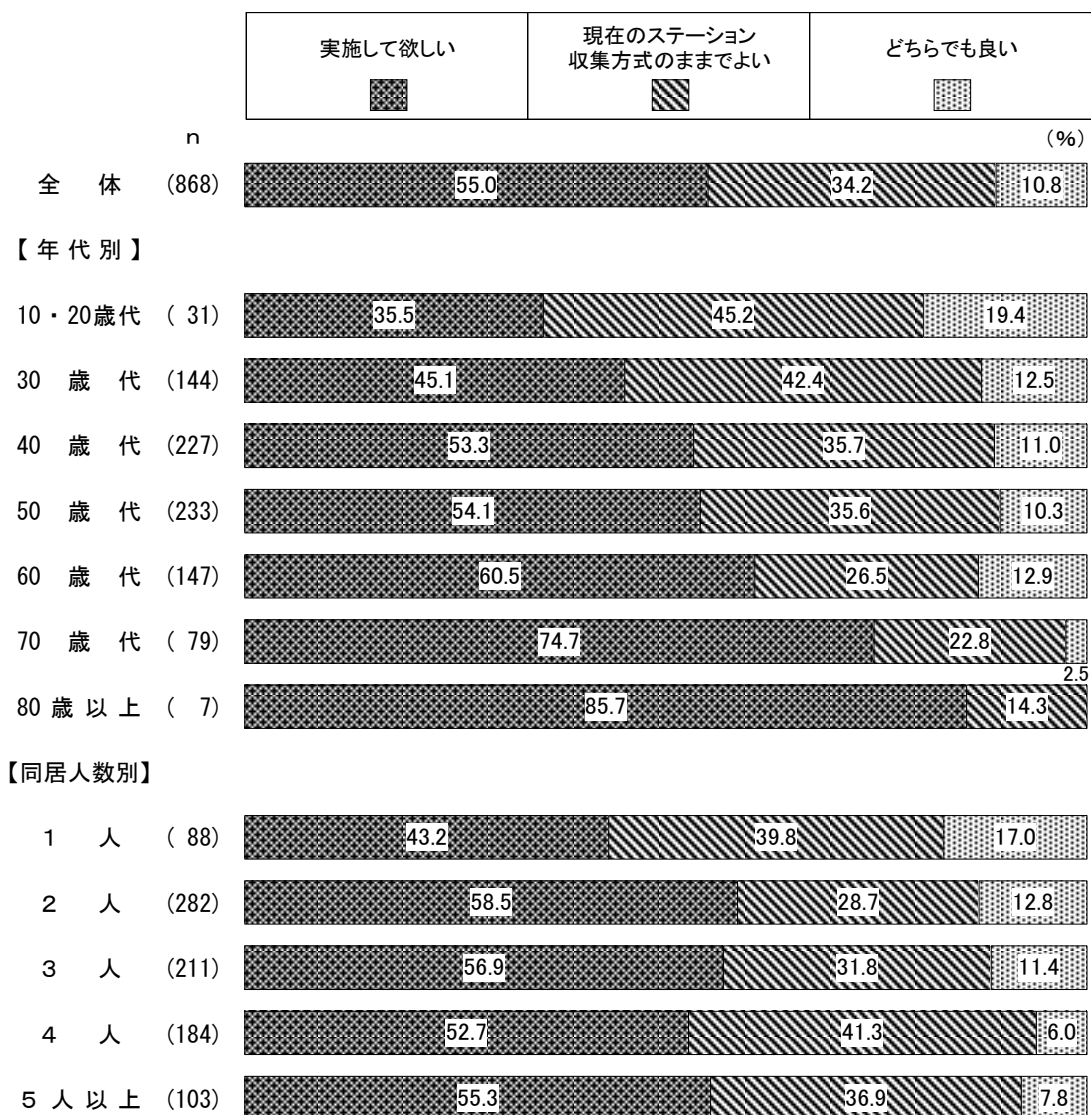 実施して欲しい
現在のステーション
収集方式のままでよい
どちらでも良い
n
(%)
全 体 (868) 55.0 34.2 10.8
【年代別】
10・20歳代 ( 31) 35.5 45.2 19.4
30 歳 代 (144) 45.1 42.4 12.5
40 歳 代 (227) 53.3 35.7 11.0
50 歳 代 (233) 54.1 35.6 10.3
60 歳 代 (147) 60.5 26.5 12.9
70 歳 代 ( 79) 74.7 22.8 2.5
80 歳 以 上 ( 7) 85.7 14.3
【同居人数別】
1 人 ( 88) 43.2 39.8 17.0
2 人 (282) 58.5 28.7 12.8
3 人 (211) 56.9 31.8 11.4
4 人 (184) 52.7 41.3 6.0
5 人 以 上 (103) 55.3 36.9 7.8